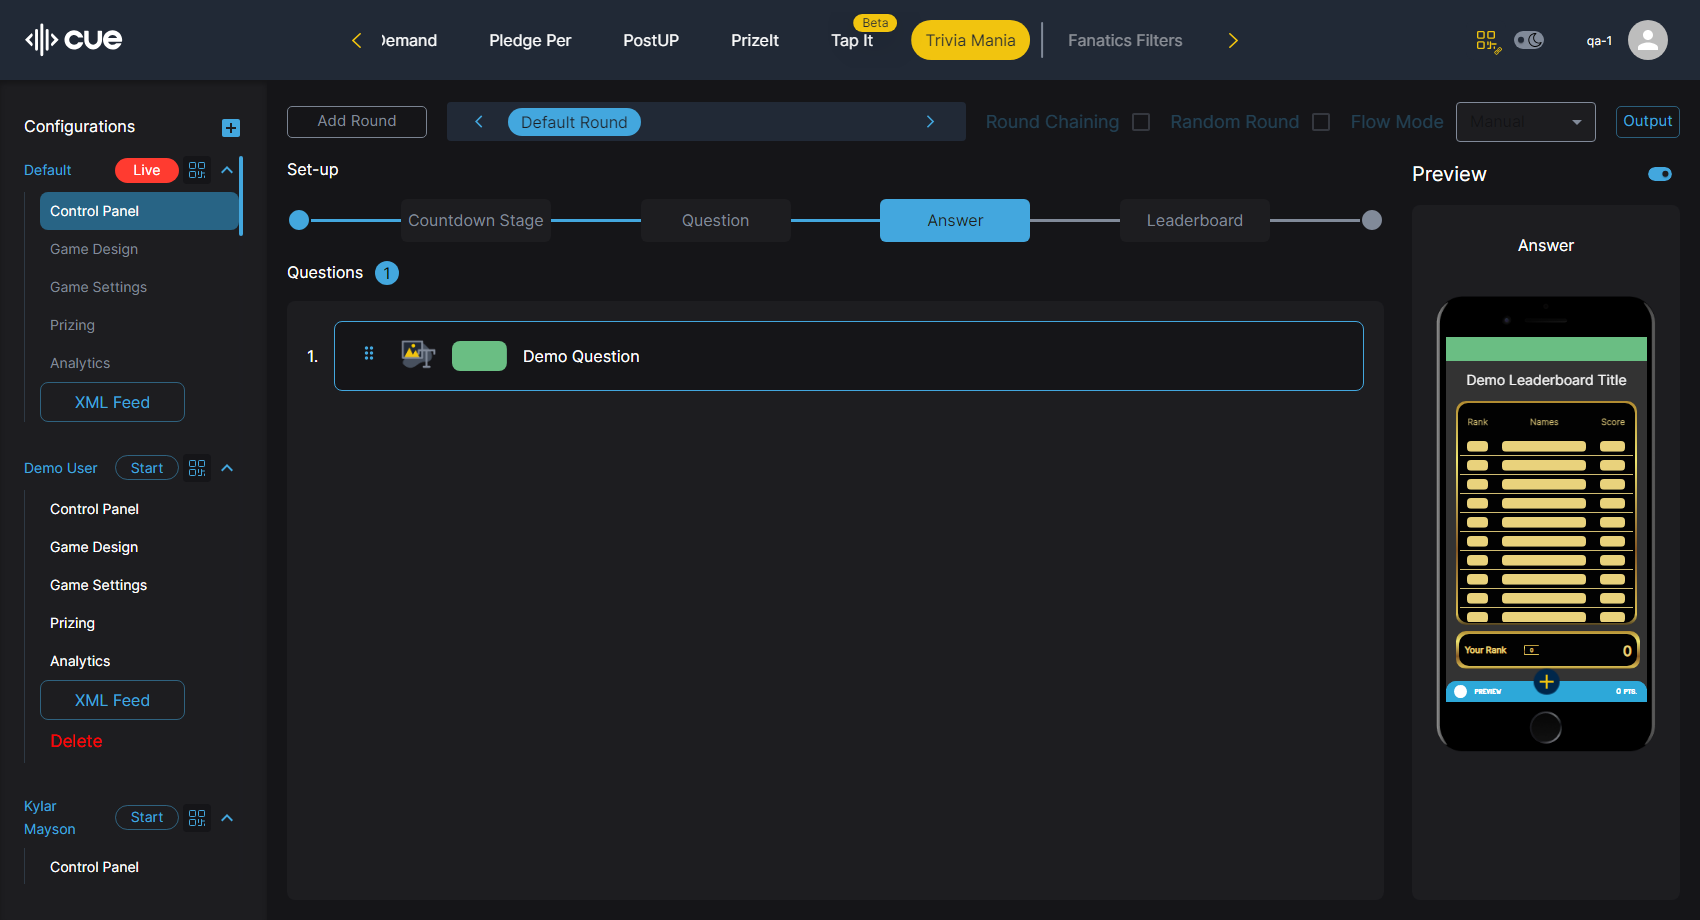 cue
Demand
Pledge Per
PostUP
PrizeIt
Tap It
Beta
Trivia Mania
Fanatics Filters
qa-1
Configurations
Default
Live
Control Panel
Game Design
Game Settings
Prizing
Analytics
XML Feed
Demo User
Start
Control Panel
Game Design
Game Settings
Prizing
Analytics
XML Feed
Delete
Kylar
Mayson
Start
Control Panel
Add Round
Default Round
Round Chaining
Random Round
Flow Mode
Manual
Output
Set-up
Countdown Stage
Question
Answer
Leaderboard
Questions 1
1.
Demo Question
Preview
Answer
Demo Leaderboard Title
Rank Names Score
Your Rank 0 0
PREVIEW
0 PTS.